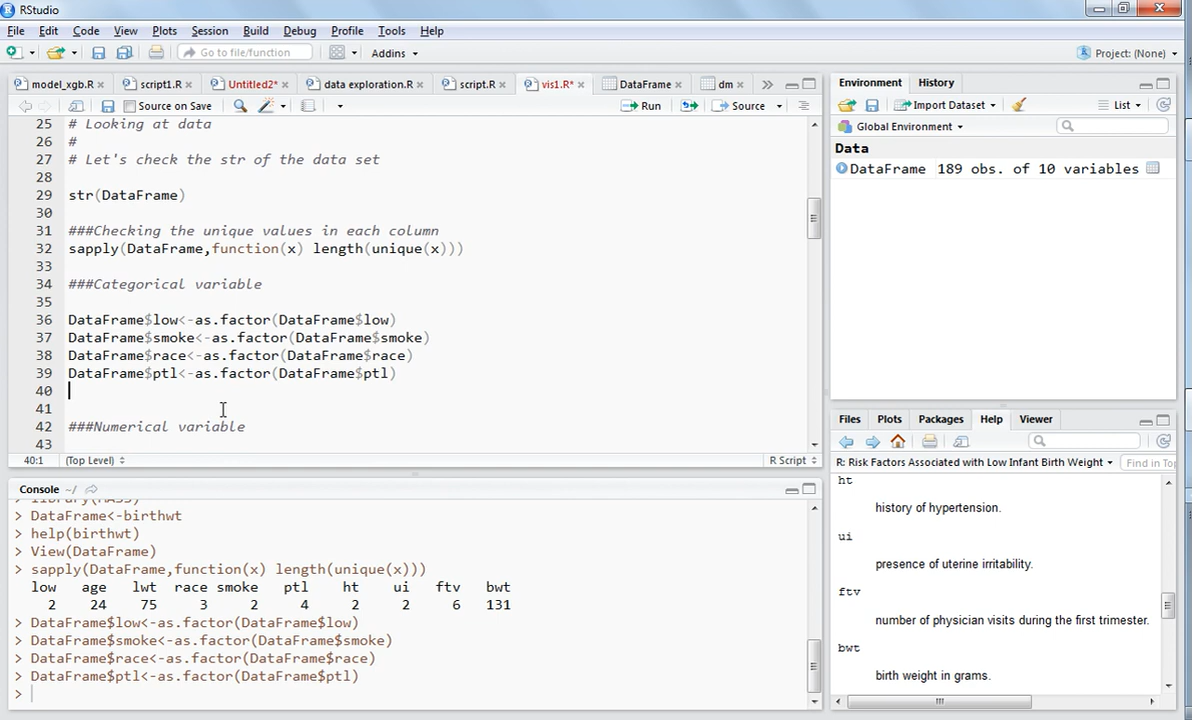 RStudio
File Edit Code View Plots Session Build Debug Profile Tools Help
Go to file/function Addins Project: (None)
model_xgb.R script1.R Untitled2* data exploration.R script.R vis1.R* DataFrame dm
Source on Save Run Source
25 # Looking at data
26 #
27 # Let's check the str of the data set
28
29 str(DataFrame)
30
31 ###Checking the unique values in each column
32 sapply(DataFrame,function(x) length(unique(x)))
33
34 ###Categorical variable
35
36 DataFrame$low<-as.factor(DataFrame$low)
37 DataFrame$smoke<-as.factor(DataFrame$smoke)
38 DataFrame$race<-as.factor(DataFrame$race)
39 DataFrame$ptl<-as.factor(DataFrame$ptl)
40
41
42 ###Numerical variable
43
40:1 (Top Level) R Script
Console ~/
> library(MASS)
> DataFrame<-birthwt
> help(birthwt)
> View(DataFrame)
> sapply(DataFrame,function(x) length(unique(x)))
low age lwt race smoke ptl ht ui ftv bwt
2 24 75 3 2 4 2 2 6 131
> DataFrame$low<-as.factor(DataFrame$low)
> DataFrame$smoke<-as.factor(DataFrame$smoke)
> DataFrame$race<-as.factor(DataFrame$race)
> DataFrame$ptl<-as.factor(DataFrame$ptl)
>
Environment History
Import Dataset List
Global Environment
Data
DataFrame 189 obs. of 10 variables
Files Plots Packages Help Viewer
R: Risk Factors Associated with Low Infant Birth Weight Find in To
ht
history of hypertension.
ui
presence of uterine irritability.
ftv
number of physician visits during the first trimester.
bwt
birth weight in grams.